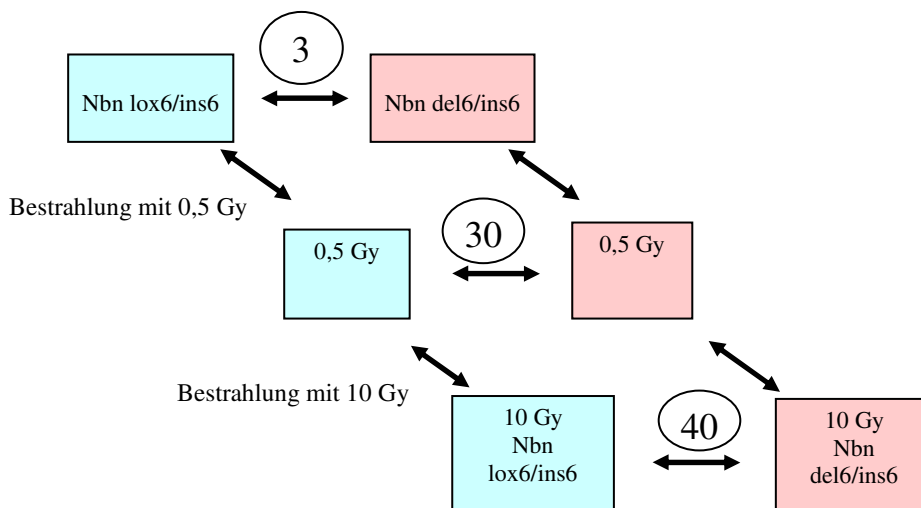 3
Nbn lox6/ins6
Nbn del6/ins6
Bestrahlung mit 0,5 Gy
30
0,5 Gy
0,5 Gy
Bestrahlung mit 10 Gy
10 Gy
Nbn
lox6/ins6
40
10 Gy
Nbn
del6/ins6